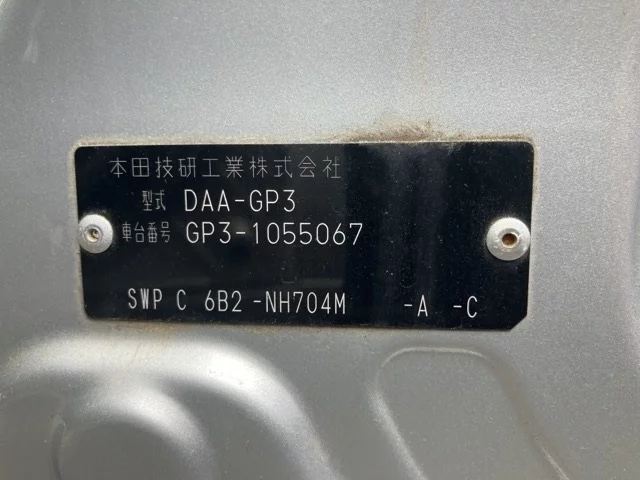 本田技研工業株式会社
型式 DAA-GP3
車台番号 GP3-1055067
SWP C 6B2 -NH704M -A -C